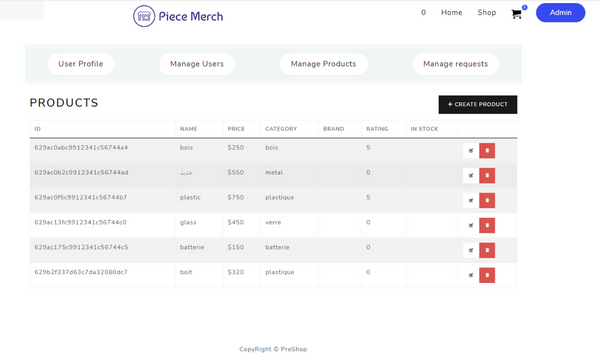 Piece Merch
0 Home Shop 1 Admin
User Profile Manage Users Manage Products Manage requests
PRODUCTS
+ CREATE PRODUCT
ID NAME PRICE CATEGORY BRAND RATING IN STOCK
629ac0abc9912341c56744a4 bois $250 bois 5
629ac0b2c9912341c56744ad حديد $550 metal 0
629ac0f5c9912341c56744b7 plastic $750 plastique 5
629ac13fc9912341c56744c0 glass $450 verre 0
629ac175c9912341c56744c5 batterie $150 batterie 0
629b2f337d63c7da32080dc7 boit $320 plastique 0
CopyRight © ProShop